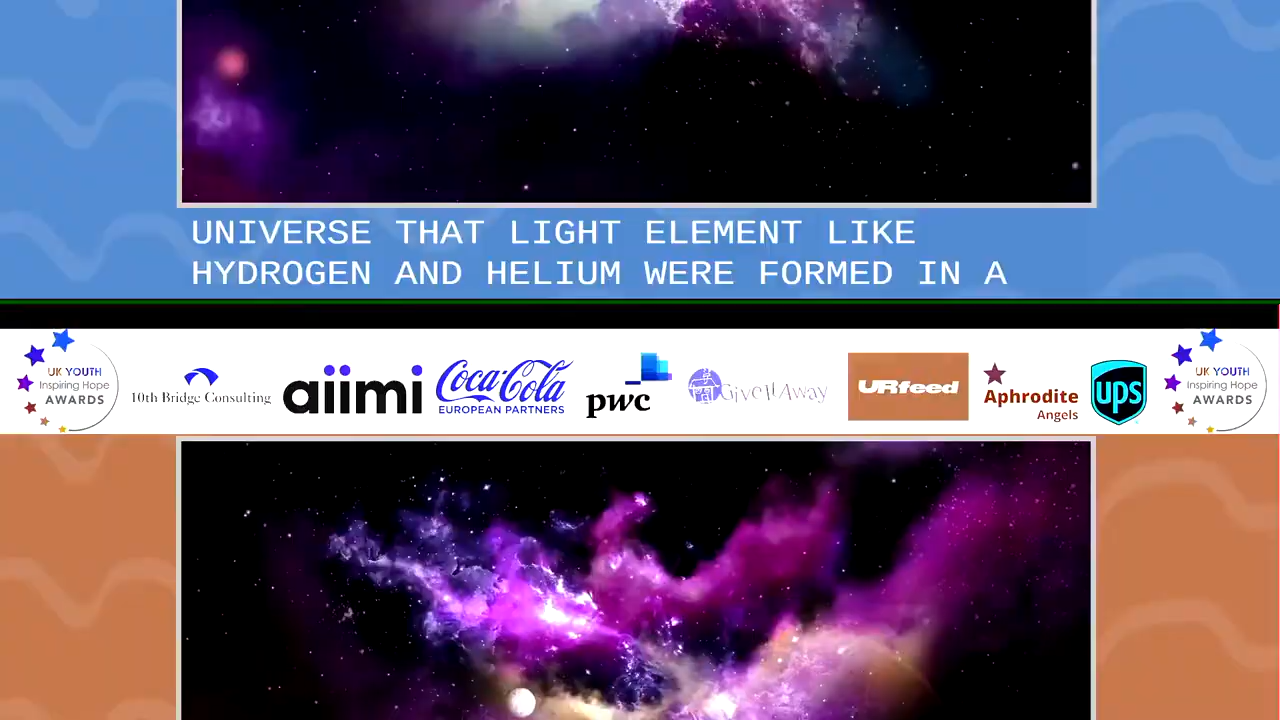 UNIVERSE THAT LIGHT ELEMENT LIKE
HYDROGEN AND HELIUM WERE FORMED IN A
UK YOUTH
Inspiring Hope
AWARDS
10th Bridge Consulting
aiimi
Coca-Cola
EUROPEAN PARTNERS
pwc
GiveItAway
URfeed
Aphrodite
Angels
ups
UK YOUTH
Inspiring Hope
AWARDS